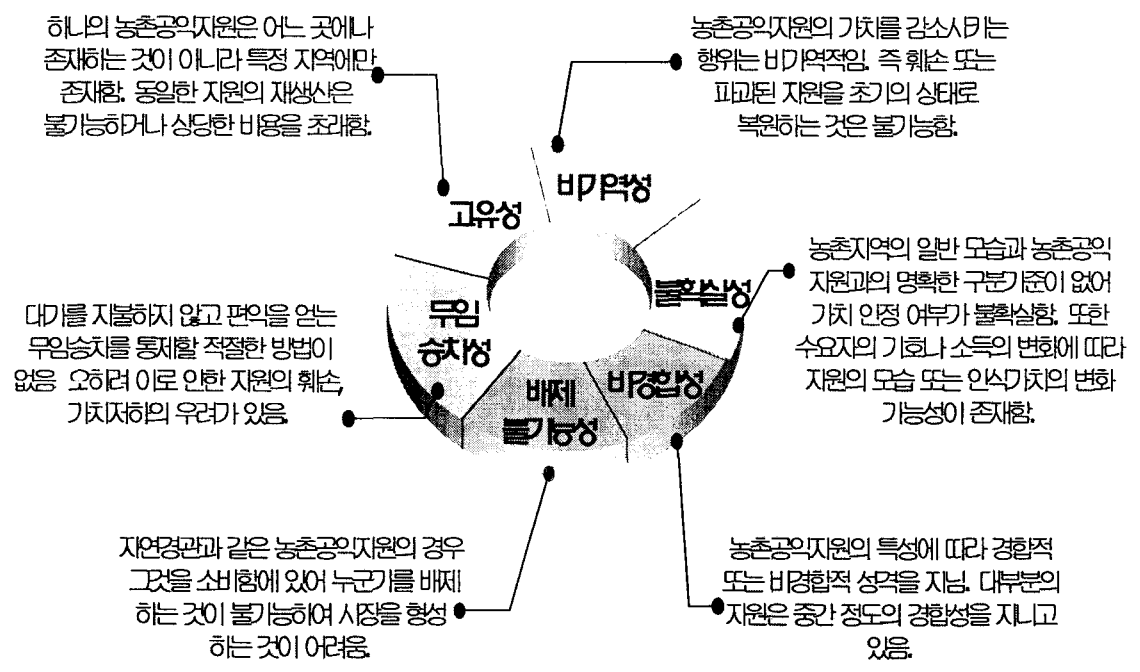 하나의 농촌공익자원은 어느 곳에나
존재하는 것이 아니라 특정 지역에만
존재함. 동일한 자원의 재생산은
불가능하거나 상당한 비용을 초래함.
농촌공익자원의 가치를 감소시키는
행위는 비가역적임. 즉 훼손 또는
파괴된 자원을 초기의 상태로
복원하는 것은 불가능함.
고유성
비가역성
불확실성
무임
승차성
배제
불가능성
비경합성
농촌지역의 일반 모습과 농촌공익
자원과의 명확한 구분기준이 없어
가치 인정 여부가 불확실함. 또한
수요자의 기호나 소득의 변화에 따라
자원의 모습 또는 인식가치의 변화
가능성이 존재함.
대가를 지불하지 않고 편익을 얻는
무임승차를 통제할 적절한 방법이
없음 오히려 이로 인한 자원의 훼손,
가치저하의 우려가 있음.
자연경관과 같은 농촌공익자원의 경우
그것을 소비함에 있어 누군가를 배제
하는 것이 불가능하여 시장을 형성
하는 것이 어려움.
농촌공익자원의 특성에 따라 경합적
또는 비경합적 성격을 지님. 대부분의
자원은 중간 정도의 경합성을 지니고
있음.